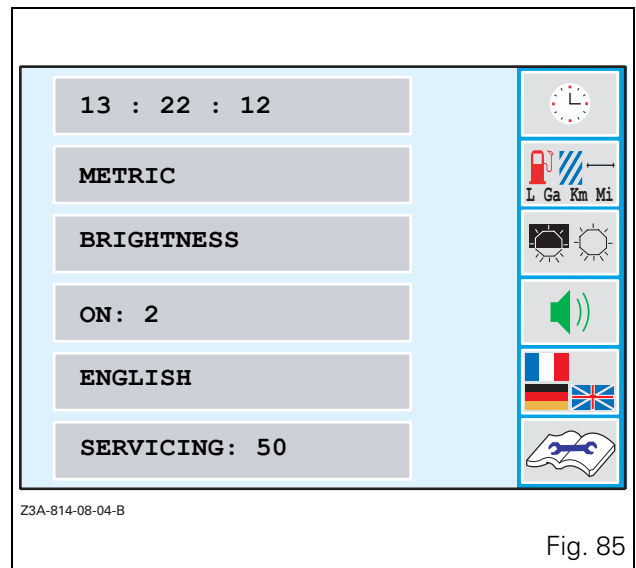 13 : 22 : 12
METRIC
L Ga Km Mi
BRIGHTNESS
ON: 2
ENGLISH
SERVICING: 50
Z3A-814-08-04-B
Fig. 85